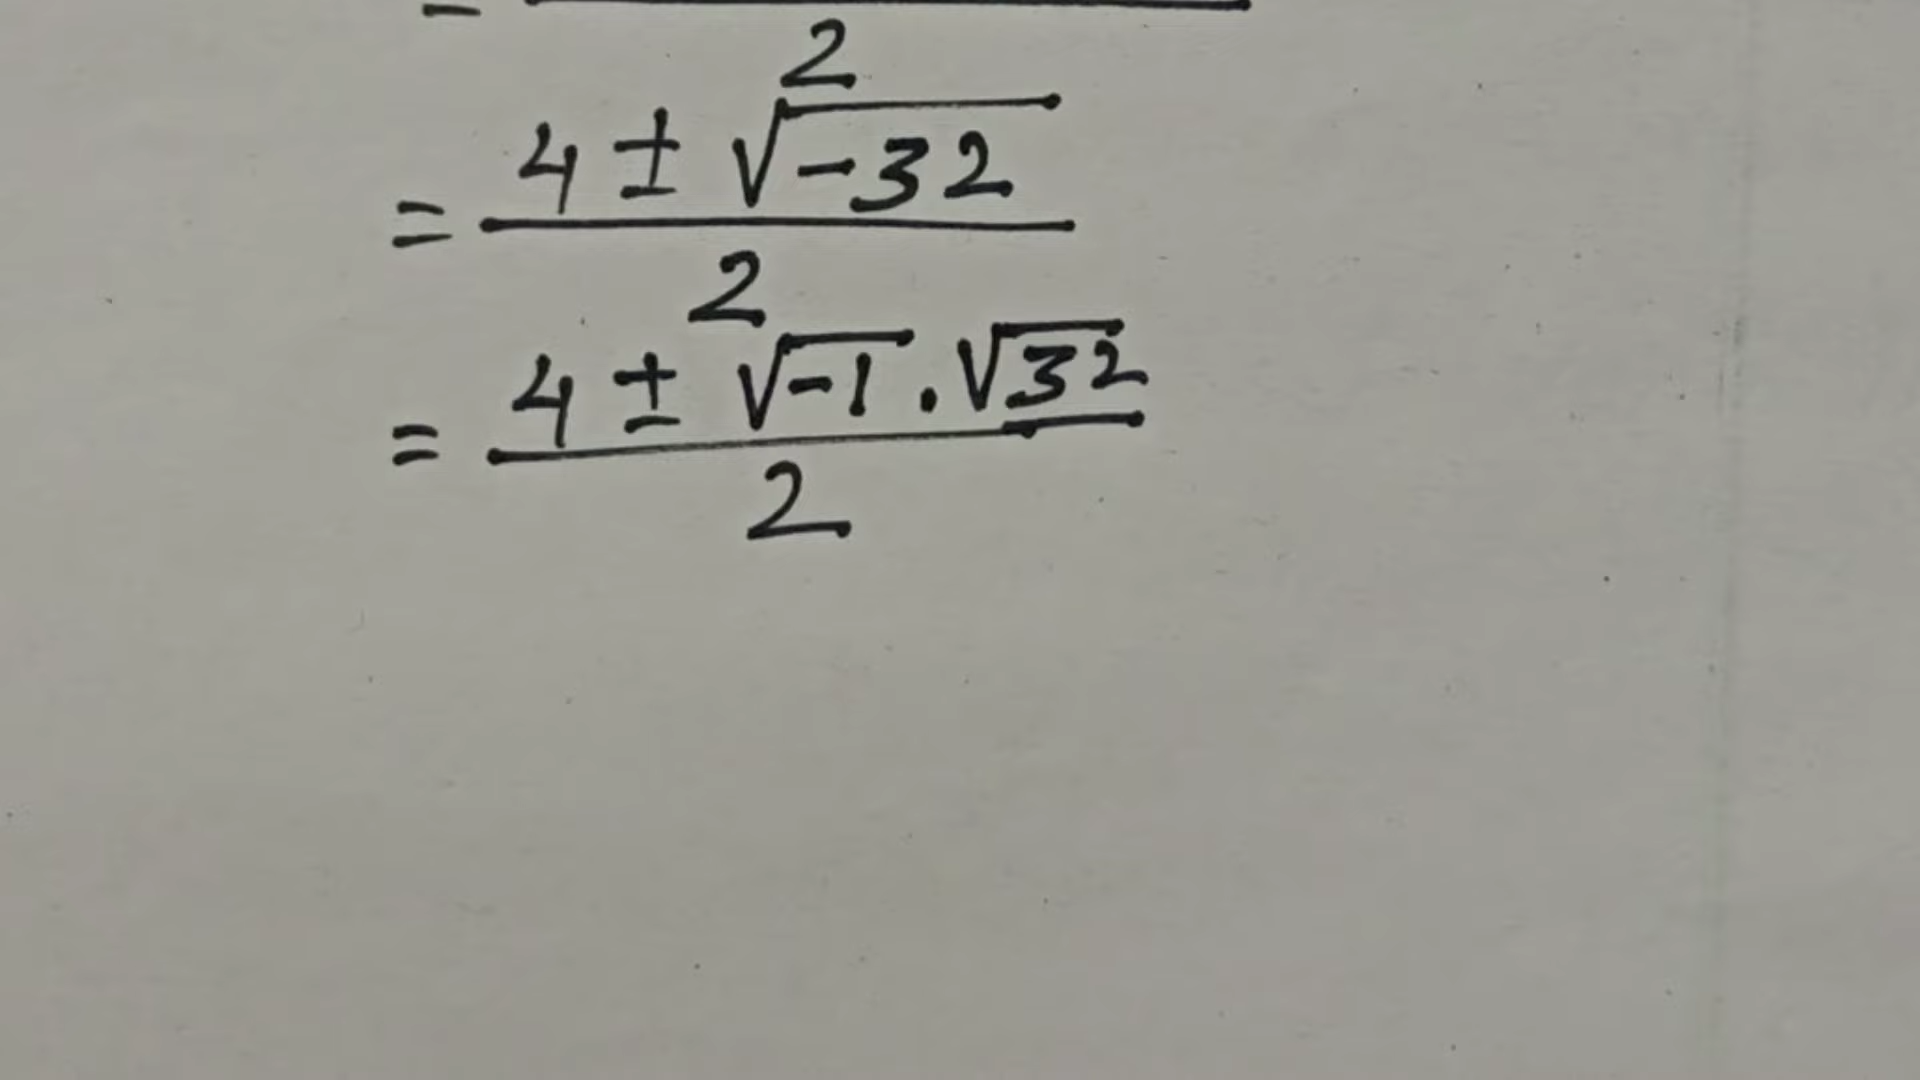 2
= (4 ± √-32) / 2
= (4 ± √-1 . √32) / 2